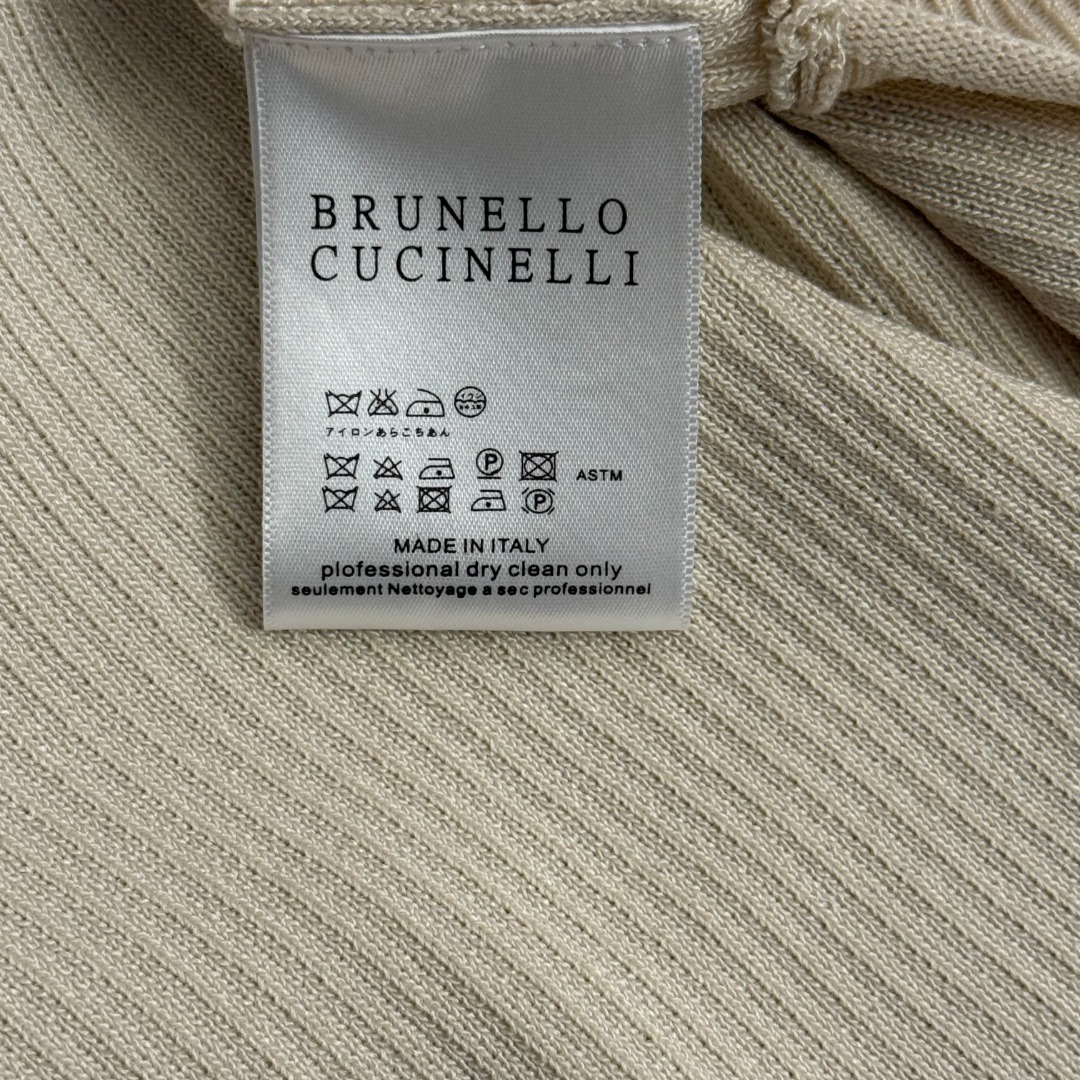 BRUNELLO
CUCINELLI
アイロンあらこちあん
P
ASTM
P
MADE IN ITALY
plofessional dry clean only
seulement Nettoyage a sec professionnel